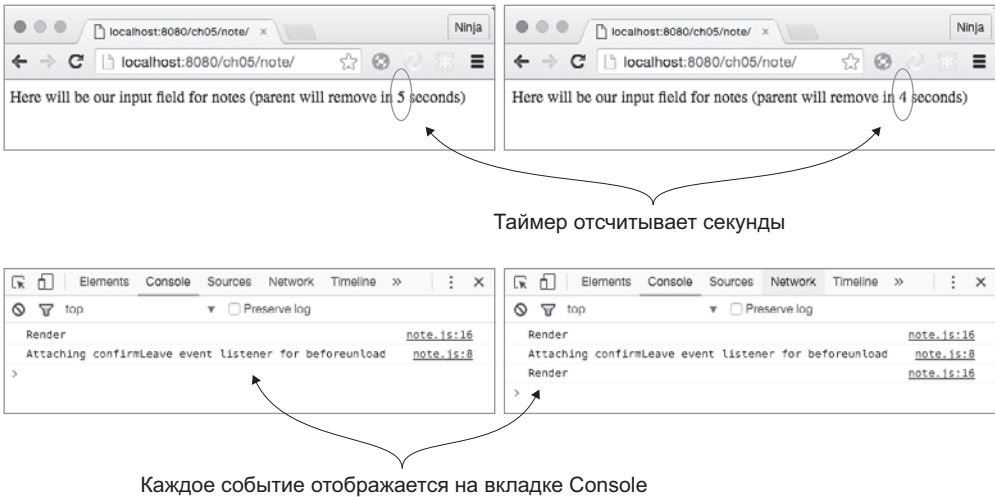 localhost:8080/ch05/note/ ×
Ninja
localhost:8080/ch05/note/
Here will be our input field for notes (parent will remove in 5 seconds)
localhost:8080/ch05/note/ ×
Ninja
localhost:8080/ch05/note/
Here will be our input field for notes (parent will remove in 4 seconds)
Таймер отсчитывает секунды
Elements Console Sources Network Timeline »
top ▼ Preserve log
Render note.js:16
Attaching confirmLeave event listener for beforeunload note.js:8
>
Elements Console Sources Network Timeline »
top ▼ Preserve log
Render note.js:16
Attaching confirmLeave event listener for beforeunload note.js:8
Render note.js:16
>
Каждое событие отображается на вкладке Console